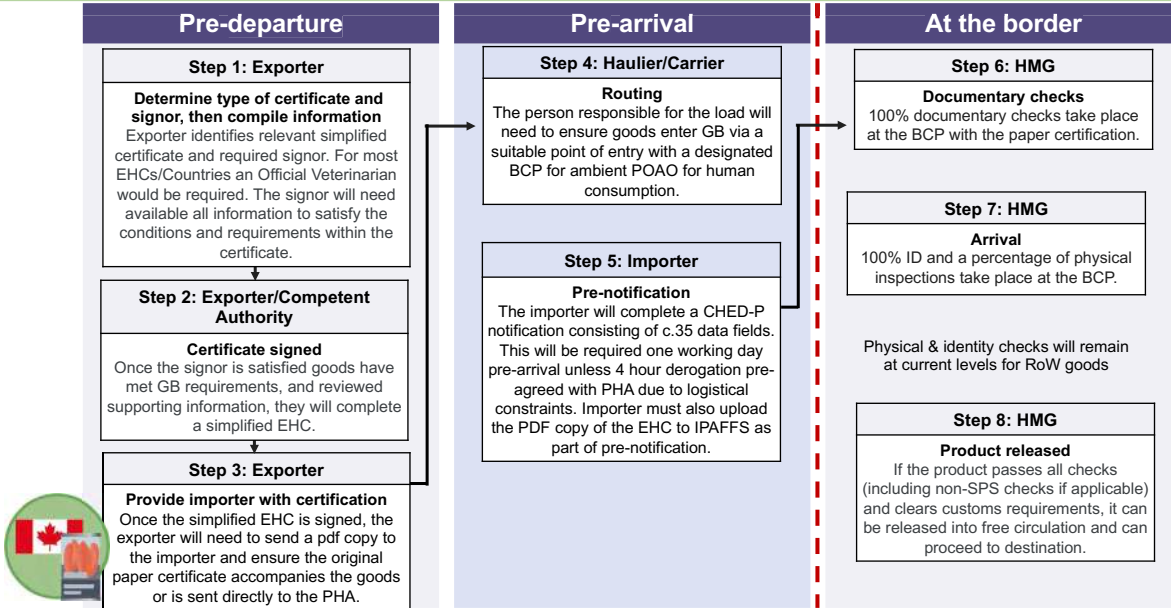 Pre-departure
Step 1: Exporter
Determine type of certificate and
signor, then compile information
Exporter identifies relevant simplified
certificate and required signor. For most
EHCs/Countries an Official Veterinarian
would be required. The signor will need
available all information to satisfy the
conditions and requirements within the
certificate.
Step 2: Exporter/Competent
Authority
Certificate signed
Once the signor is satisfied goods have
met GB requirements, and reviewed
supporting information, they will complete
a simplified EHC.
Step 3: Exporter
Provide importer with certification
Once the simplified EHC is signed, the
exporter will need to send a pdf copy to
the importer and ensure the original
paper certificate accompanies the goods
or is sent directly to the PHA.
Pre-arrival
Step 4: Haulier/Carrier
Routing
The person responsible for the load will
need to ensure goods enter GB via a
suitable point of entry with a designated
BCP for ambient POAO for human
consumption.
Step 5: Importer
Pre-notification
The importer will complete a CHED-P
notification consisting of c.35 data fields.
This will be required one working day
pre-arrival unless 4 hour derogation pre-
agreed with PHA due to logistical
constraints. Importer must also upload
the PDF copy of the EHC to IPAFFS as
part of pre-notification.
At the border
Step 6: HMG
Documentary checks
100% documentary checks take place
at the BCP with the paper certification.
Step 7: HMG
Arrival
100% ID and a percentage of physical
inspections take place at the BCP.
Physical & identity checks will remain
at current levels for RoW goods
Step 8: HMG
Product released
If the product passes all checks
(including non-SPS checks if applicable)
and clears customs requirements, it can
be released into free circulation and can
proceed to destination.